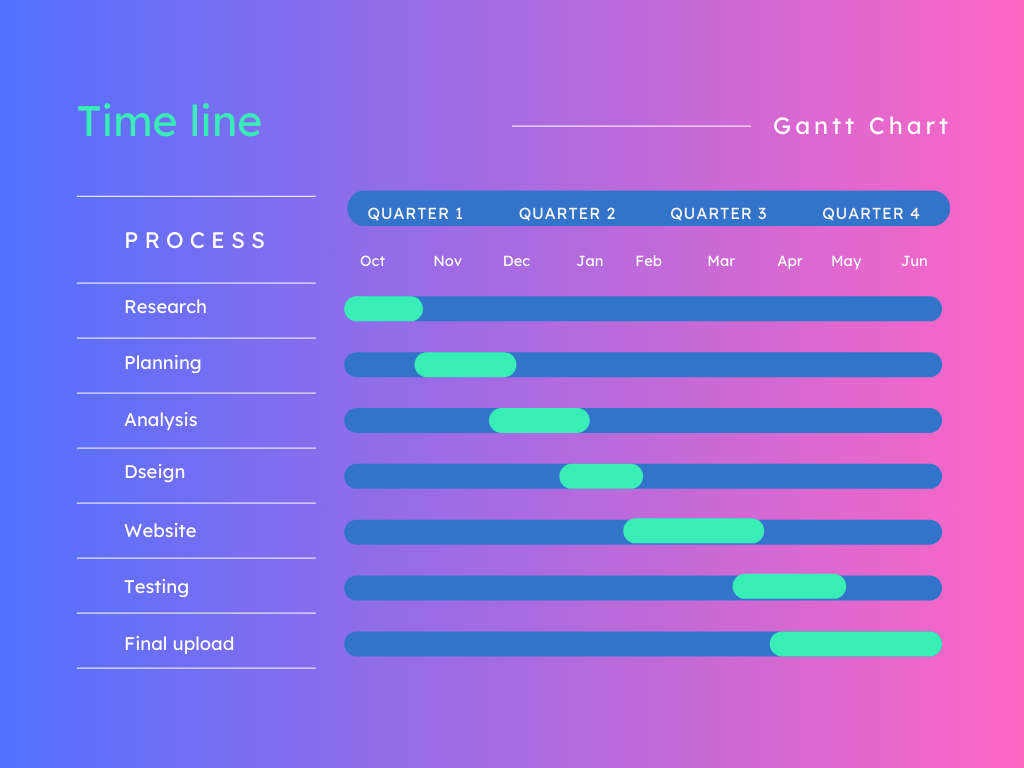 Time line
Gantt Chart
QUARTER 1 QUARTER 2 QUARTER 3 QUARTER 4
PROCESS
Oct Nov Dec Jan Feb Mar Apr May Jun
Research
Planning
Analysis
Dseign
Website
Testing
Final upload